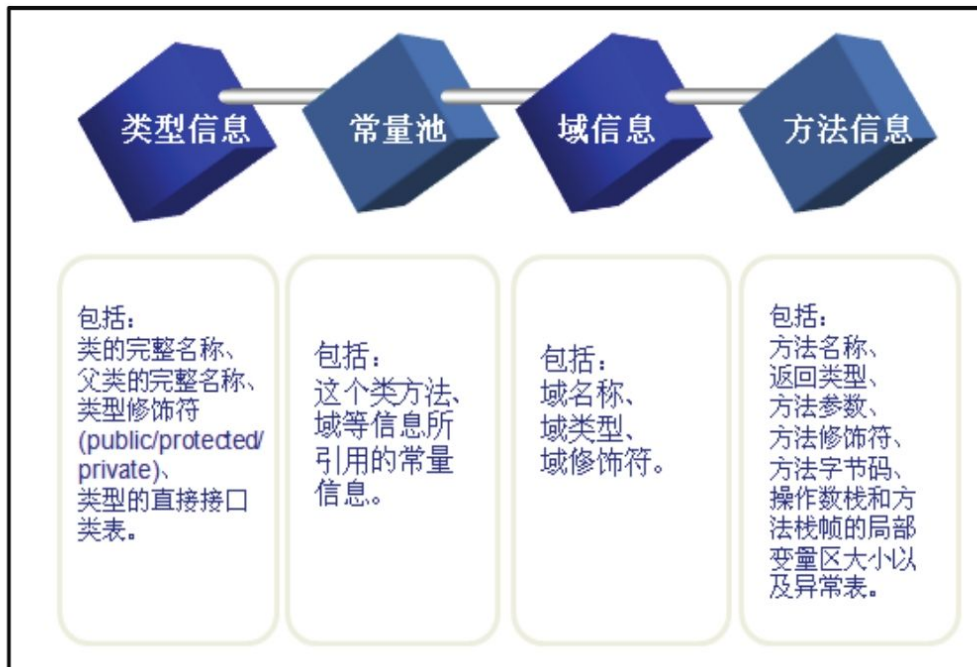 类型信息
常量池
域信息
方法信息
包括：
类的完整名称、
父类的完整名称、
类型修饰符
(public/protected/
private)、
类型的直接接口
类表。
包括：
这个类方法、
域等信息所
引用的常量
信息。
包括：
域名称、
域类型、
域修饰符。
包括：
方法名称、
返回类型、
方法参数、
方法修饰符、
方法字节码、
操作数栈和方
法栈帧的局部
变量区大小以
及异常表。